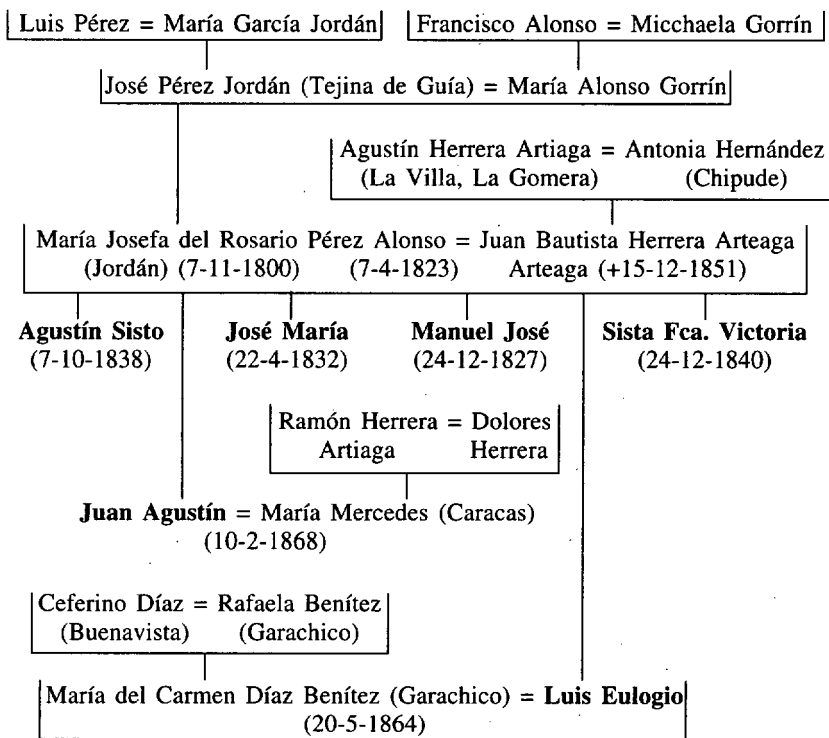 Luis Pérez = María García Jordán
Francisco Alonso = Micchaela Gorrín
José Pérez Jordán (Tejina de Guía) = María Alonso Gorrín
Agustín Herrera Artiaga = Antonia Hernández
(La Villa, La Gomera) (Chipude)
María Josefa del Rosario Pérez Alonso = Juan Bautista Herrera Arteaga
(Jordán) (7-11-1800) (7-4-1823) Arteaga (+15-12-1851)
Agustín Sisto José María Manuel José Sista Fca. Victoria
(7-10-1838) (22-4-1832) (24-12-1827) (24-12-1840)
Ramón Herrera = Dolores
Artiaga Herrera
Juan Agustín = María Mercedes (Caracas)
(10-2-1868)
Ceferino Díaz = Rafaela Benítez
(Buenavista) (Garachico)
María del Carmen Díaz Benítez (Garachico) = Luis Eulogio
(20-5-1864)